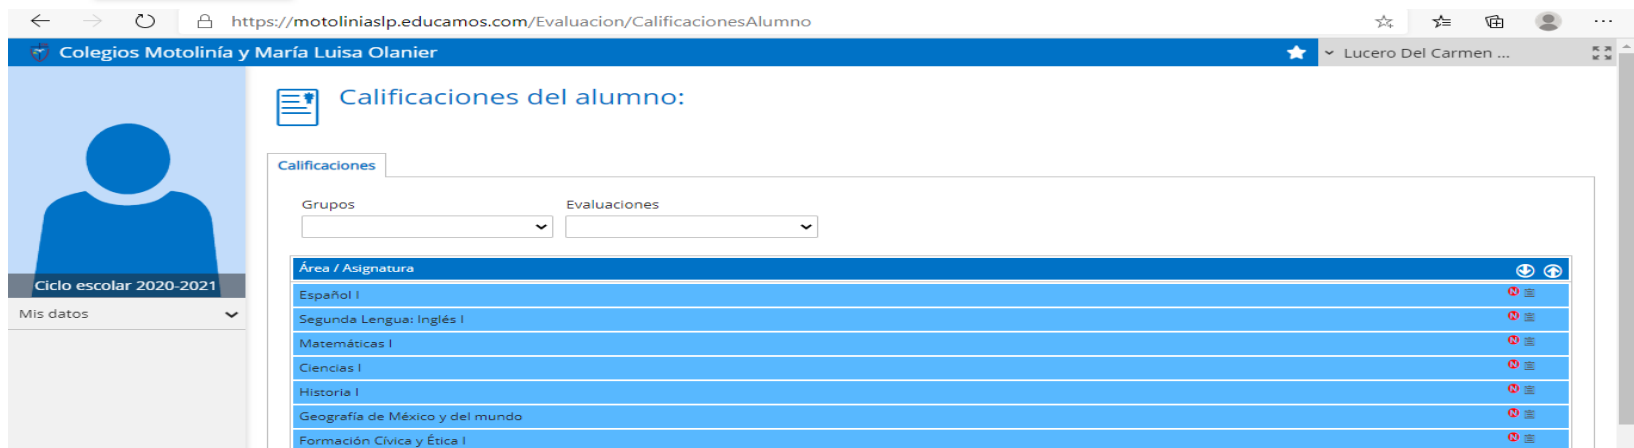 https://motoliniaslp.educamos.com/Evaluacion/CalificacionesAlumno
Colegios Motolinía y María Luisa Olanier
Lucero Del Carmen ...
Calificaciones del alumno:
Calificaciones
Grupos
Evaluaciones
Ciclo escolar 2020-2021
Mis datos
Área / Asignatura
Español I
N
Segunda Lengua: Inglés I
N
Matemáticas I
N
Ciencias I
N
Historia I
N
Geografía de México y del mundo
N
Formación Cívica y Ética I
N